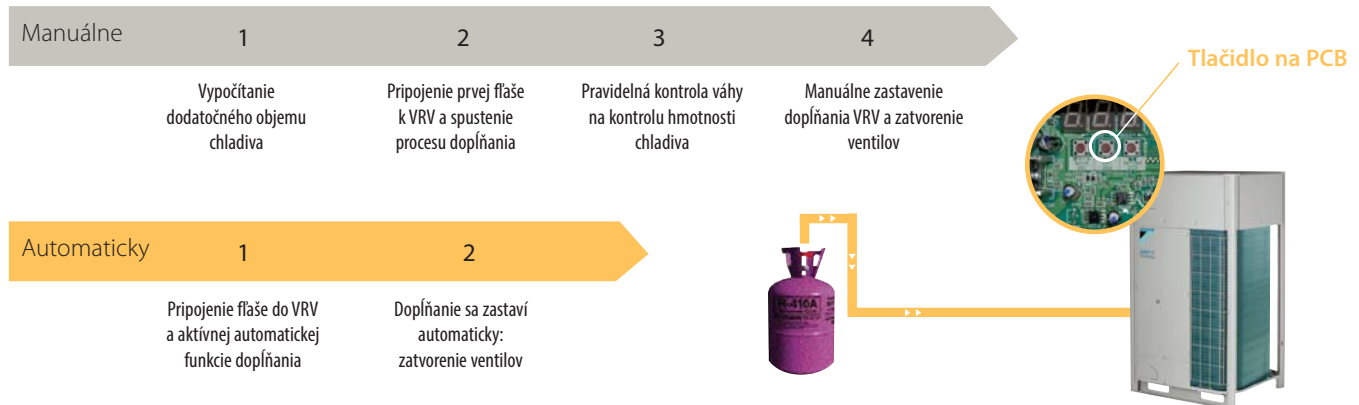 Manuálne 1 2 3 4
Vypočítanie
dodatočného objemu
chladiva
Pripojenie prvej fľaše
k VRV a spustenie
procesu dopĺňania
Pravidelná kontrola váhy
na kontrolu hmotnosti
chladiva
Manuálne zastavenie
dopĺňania VRV a zatvorenie
ventilov
Tlačidlo na PCB
Automaticky 1 2
Pripojenie fľaše do VRV
a aktívnej automatickej
funkcie dopĺňania
Dopĺňanie sa zastaví
automaticky:
zatvorenie ventilov
R-410A